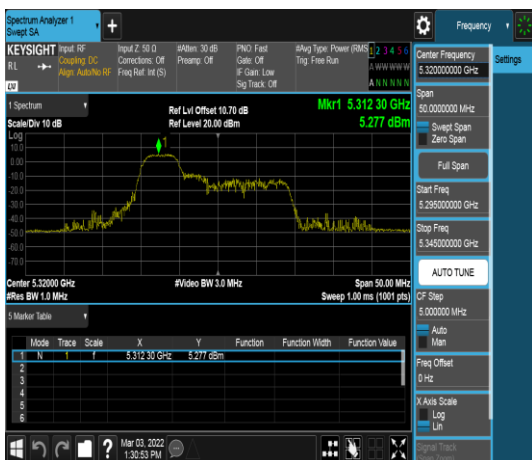 Spectrum Analyzer 1
Swept SA
+
Frequency
KEYSIGHT
RL
LXI
Input: RF
Coupling: DC
Align: Auto/No RF
Input Z: 50 Ω
Corrections: Off
Freq Ref: Int (S)
#Atten: 30 dB
Preamp: Off
PNO: Fast
Gate: Off
IF Gain: Low
Sig Track: Off
#Avg Type: Power (RMS)
Trig: Free Run
1 2 3 4 5 6
A W W W W W
A N N N N N
1 Spectrum
Scale/Div 10 dB
Ref Lvl Offset 10.70 dB
Ref Level 20.00 dBm
Mkr1 5.312 30 GHz
5.277 dBm
Log
10.0
0.00
-10.0
-20.0
-30.0
-40.0
-50.0
-60.0
-70.0
1
Center 5.32000 GHz
#Res BW 1.0 MHz
#Video BW 3.0 MHz
Span 50.00 MHz
Sweep 1.00 ms (1001 pts)
5 Marker Table
Mode Trace Scale X Y Function Function Width Function Value
1 N 1 f 5.312 30 GHz 5.277 dBm
2
3
4
5
6
Mar 03, 2022
1:30:53 PM
Center Frequency
5.320000000 GHz
Settings
Span
50.0000000 MHz
Swept Span
Zero Span
Full Span
Start Freq
5.295000000 GHz
Stop Freq
5.345000000 GHz
AUTO TUNE
CF Step
5.000000 MHz
Auto
Man
Freq Offset
0 Hz
X Axis Scale
Log
Lin
Signal Track